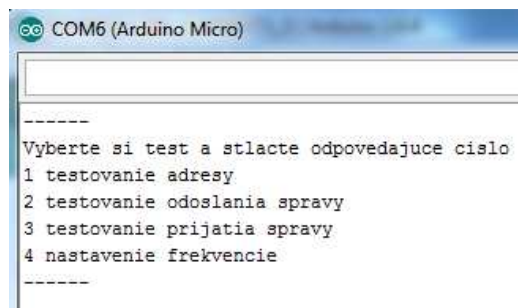 COM6 (Arduino Micro)
------
Vyberte si test a stlacte odpovedajuce cislo
1 testovanie adresy
2 testovanie odoslania spravy
3 testovanie prijatia spravy
4 nastavenie frekvencie
------